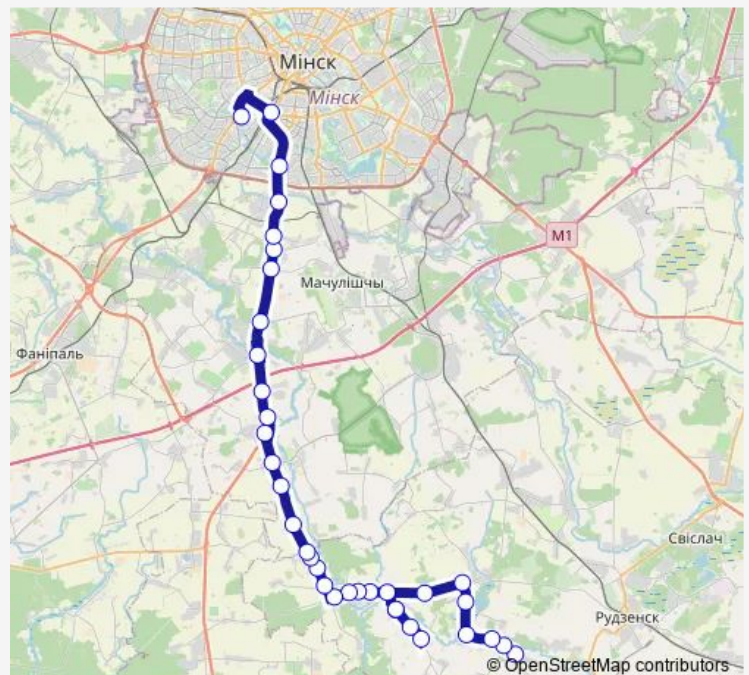 Мінск
Мінск
M1
Мачулішчы
Фаніпаль
Свіслач
Рудзенск
© OpenStreetMap contributors